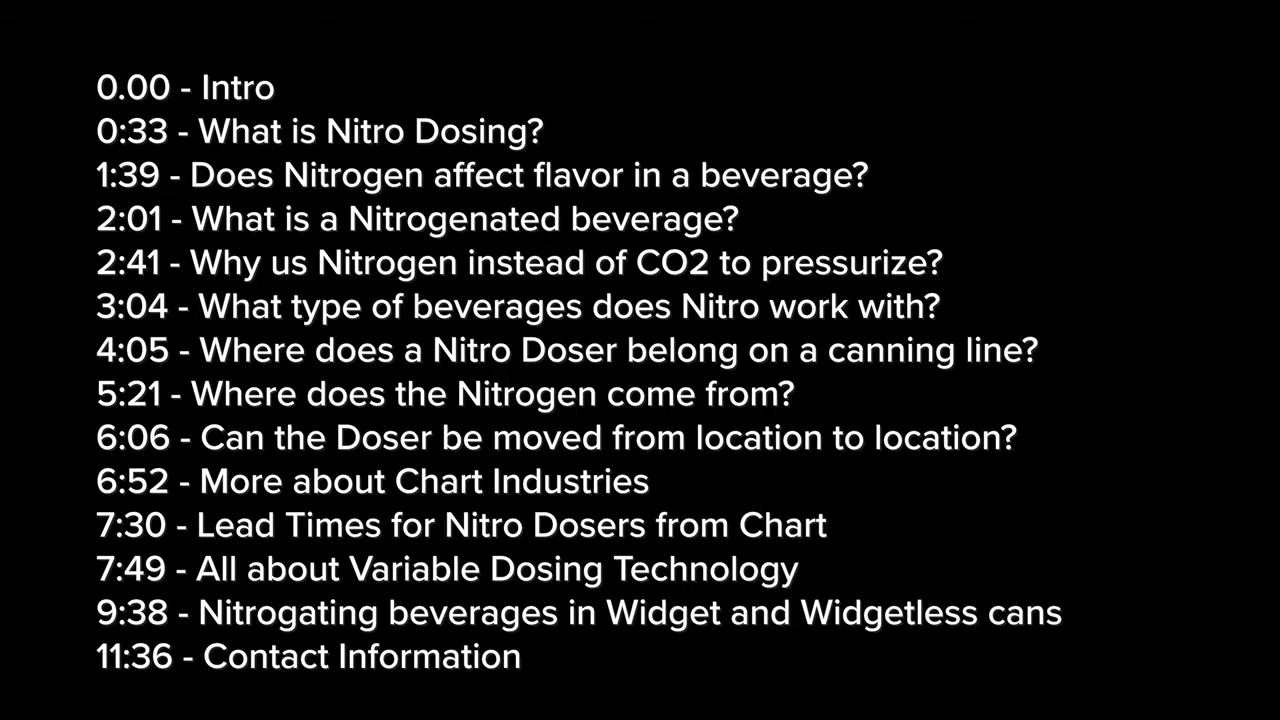 0.00 - Intro
0:33 - What is Nitro Dosing?
1:39 - Does Nitrogen affect flavor in a beverage?
2:01 - What is a Nitrogenated beverage?
2:41 - Why us Nitrogen instead of CO2 to pressurize?
3:04 - What type of beverages does Nitro work with?
4:05 - Where does a Nitro Doser belong on a canning line?
5:21 - Where does the Nitrogen come from?
6:06 - Can the Doser be moved from location to location?
6:52 - More about Chart Industries
7:30 - Lead Times for Nitro Dosers from Chart
7:49 - All about Variable Dosing Technology
9:38 - Nitrogating beverages in Widget and Widgetless cans
11:36 - Contact Information